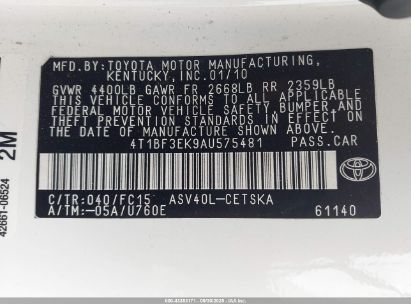 MFD.BY:TOYOTA MOTOR MANUFACTURING,
KENTUCKY,INC.01/10
GVWR 4400LB GAWR FR 2668LB RR 2359LB
THIS VEHICLE CONFORMS TO ALL APPLICABLE
FEDERAL MOTOR VEHICLE SAFETY,BUMPER,AND
THEFT PREVENTION STANDARDS IN EFFECT ON
THE DATE OF MANUFACTURE SHOWN ABOVE.
4T1BF3EK9AU575481 PASS.CAR
TOYOTA
C/TR:040/FC15 ASV40L-CETSKA
A/TM:-05A/U760E 61140
2M
42661-06524